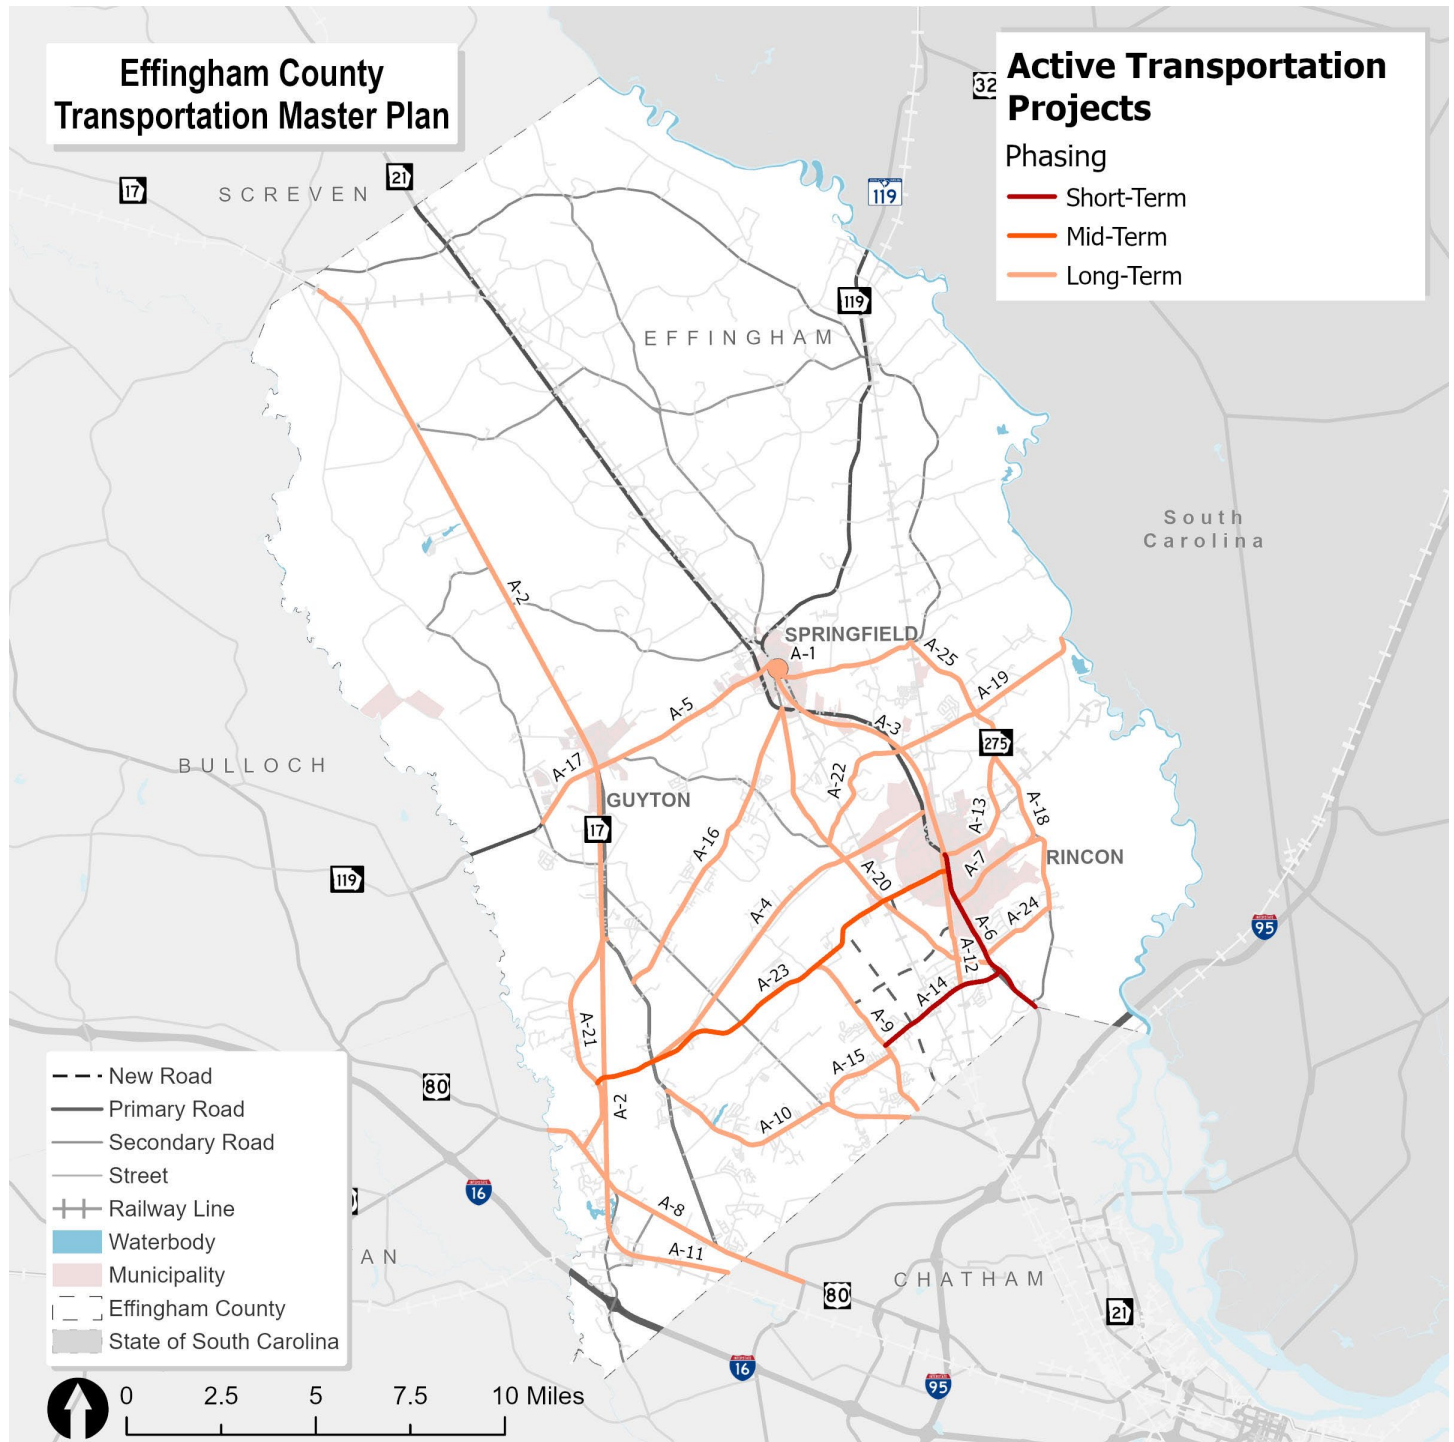 Effingham County
Transportation Master Plan
Active Transportation
Projects
Phasing
Short-Term
Mid-Term
Long-Term
32
21
17
SCREVEN
119
119
EFFINGHAM
South
Carolina
A-2
SPRINGFIELD
A-1
A-25
A-19
A-5
A-3
275
BULLOCH
A-17
A-22
GUYTON
A-13
A-18
17
A-16
A-7
RINCON
119
A-20
A-4
A-24
A-6
95
A-12
A-23
A-14
A-9
A-21
A-15
80
A-2
A-10
16
A-8
A-11
AN
CHATHAM
80
21
16
95
New Road
Primary Road
Secondary Road
Street
Railway Line
Waterbody
Municipality
Effingham County
State of South Carolina
0 2.5 5 7.5 10 Miles